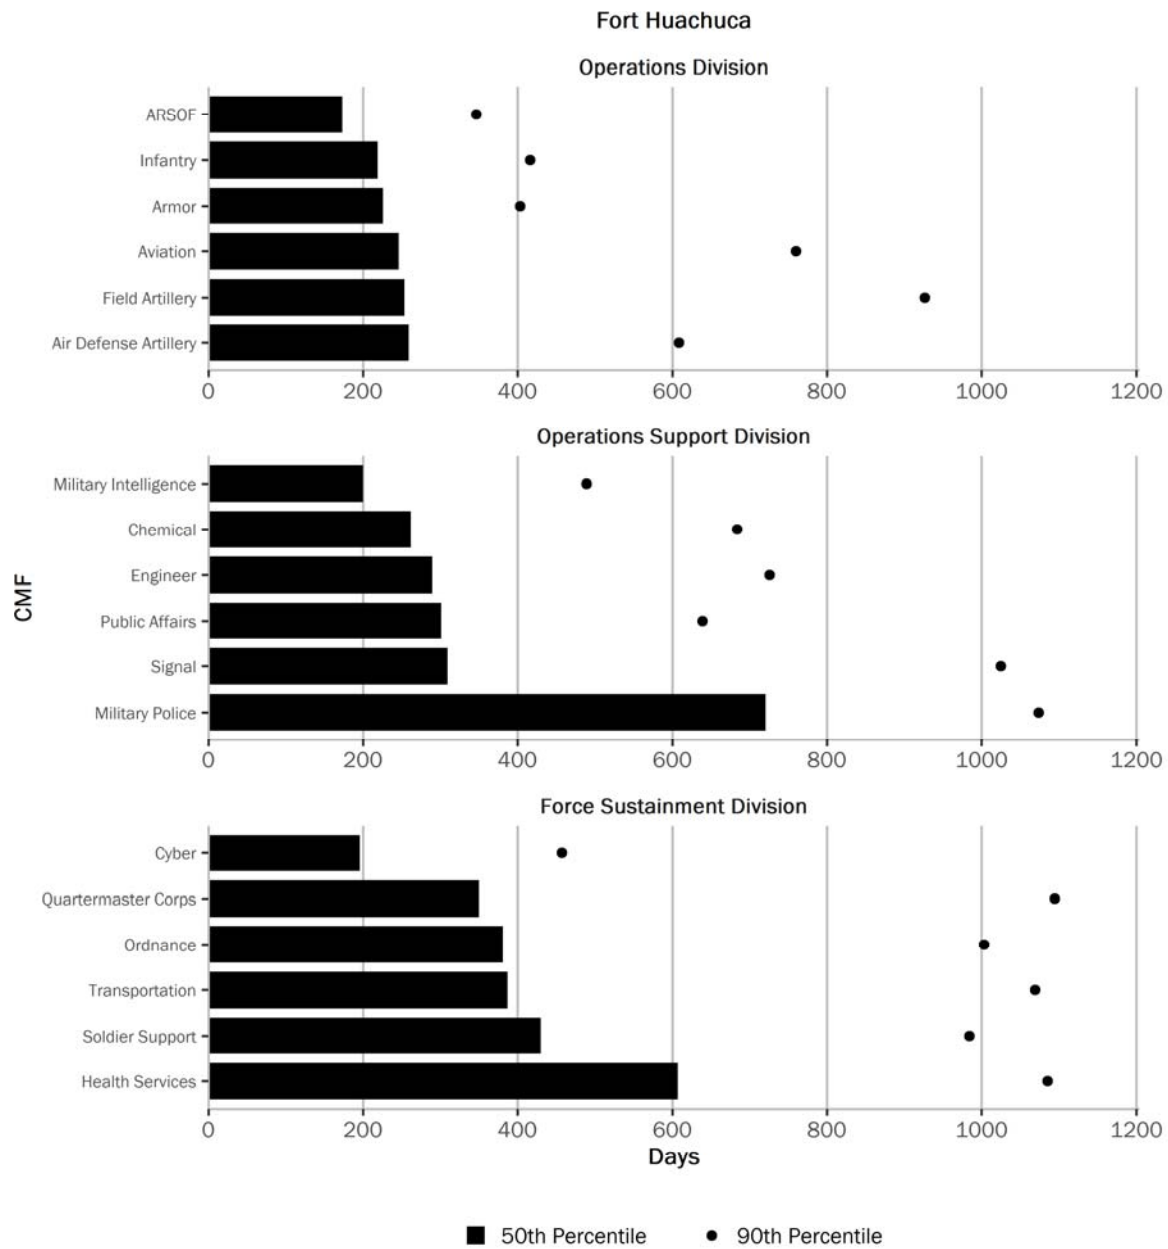 Fort Huachuca
Operations Division
ARSOF
Infantry
Armor
Aviation
Field Artillery
Air Defense Artillery
0 200 400 600 800 1000 1200
Operations Support Division
Military Intelligence
Chemical
Engineer
Public Affairs
Signal
Military Police
0 200 400 600 800 1000 1200
CMF
Force Sustainment Division
Cyber
Quartermaster Corps
Ordnance
Transportation
Soldier Support
Health Services
0 200 400 600 800 1000 1200
Days
50th Percentile 90th Percentile